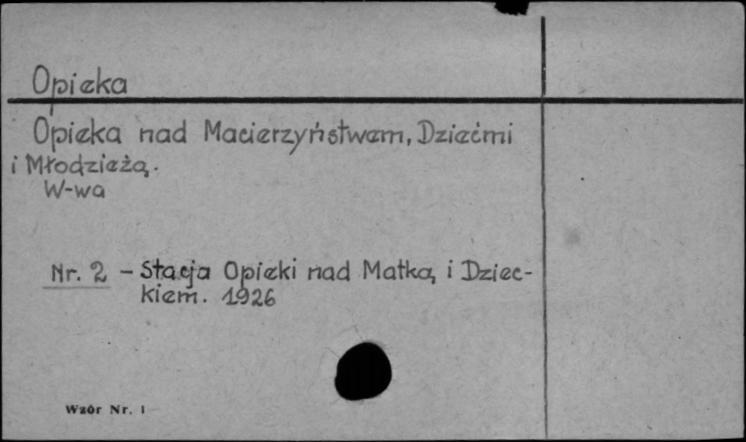 Opieka
Opieka nad Macierzyństwem, Dziećmi
i Młodzieżą.
W-wa
Nr. 2 - Stacja Opieki nad Matką i Dziec-
kiem. 1926
Wzór Nr. 1